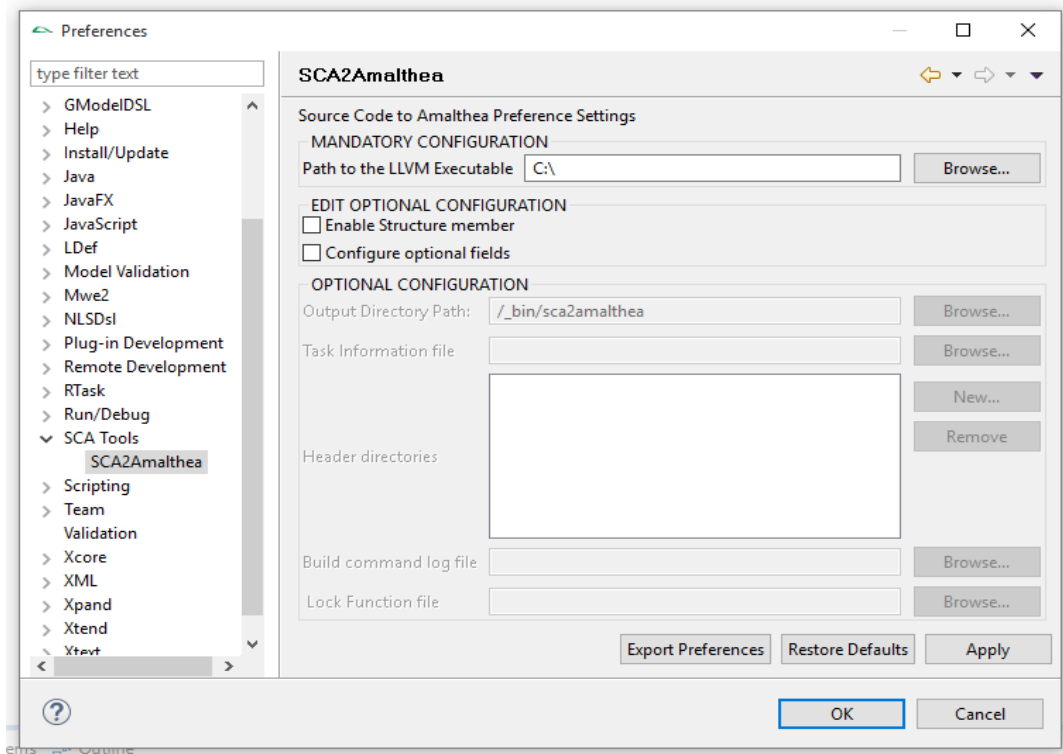 Preferences
type filter text
GModelDSL
Help
Install/Update
Java
JavaFX
JavaScript
LDef
Model Validation
Mwe2
NLSDsl
Plug-in Development
Remote Development
RTask
Run/Debug
SCA Tools
SCA2Amalthea
Scripting
Team
Validation
Xcore
XML
Xpand
Xtend
Xtext
SCA2Amalthea
Source Code to Amalthea Preference Settings
MANDATORY CONFIGURATION
Path to the LLVM Executable C:\ Browse...
EDIT OPTIONAL CONFIGURATION
Enable Structure member
Configure optional fields
OPTIONAL CONFIGURATION
Output Directory Path: /_bin/sca2amalthea Browse...
Task Information file Browse...
New...
Remove
Header directories
Build command log file Browse...
Lock Function file Browse...
Export Preferences Restore Defaults Apply
? OK Cancel
Outline